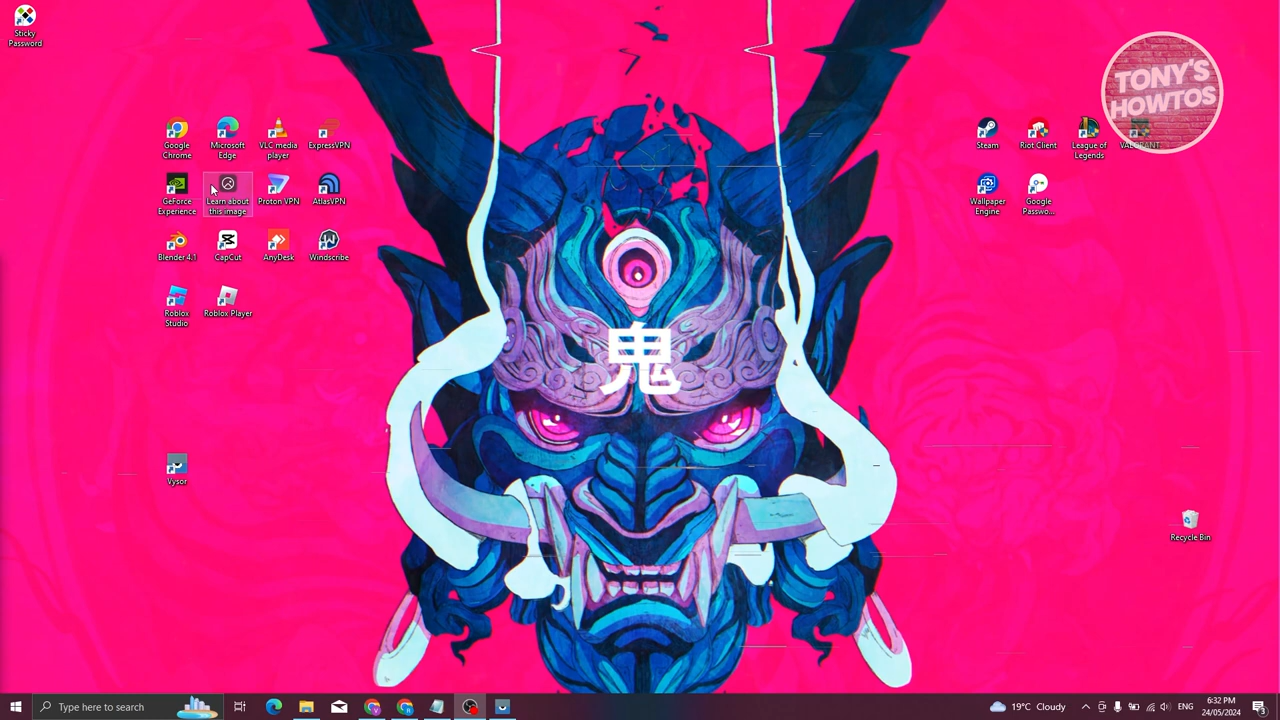 Sticky
Password
TONY'S
HOWTOS
Google
Chrome
Microsoft
Edge
VLC media
player
ExpressVPN
Steam
Riot Client
League of
Legends
VALORANT
GeForce
Experience
Learn about
this image
Proton VPN
AtlasVPN
Wallpaper
Engine
Google
Passwo...
Blender 4.1
CapCut
AnyDesk
Windscribe
Roblox
Studio
Roblox Player
鬼
Vysor
Recycle Bin
Type here to search
19°C Cloudy
ENG
6:32 PM
24/05/2024
3